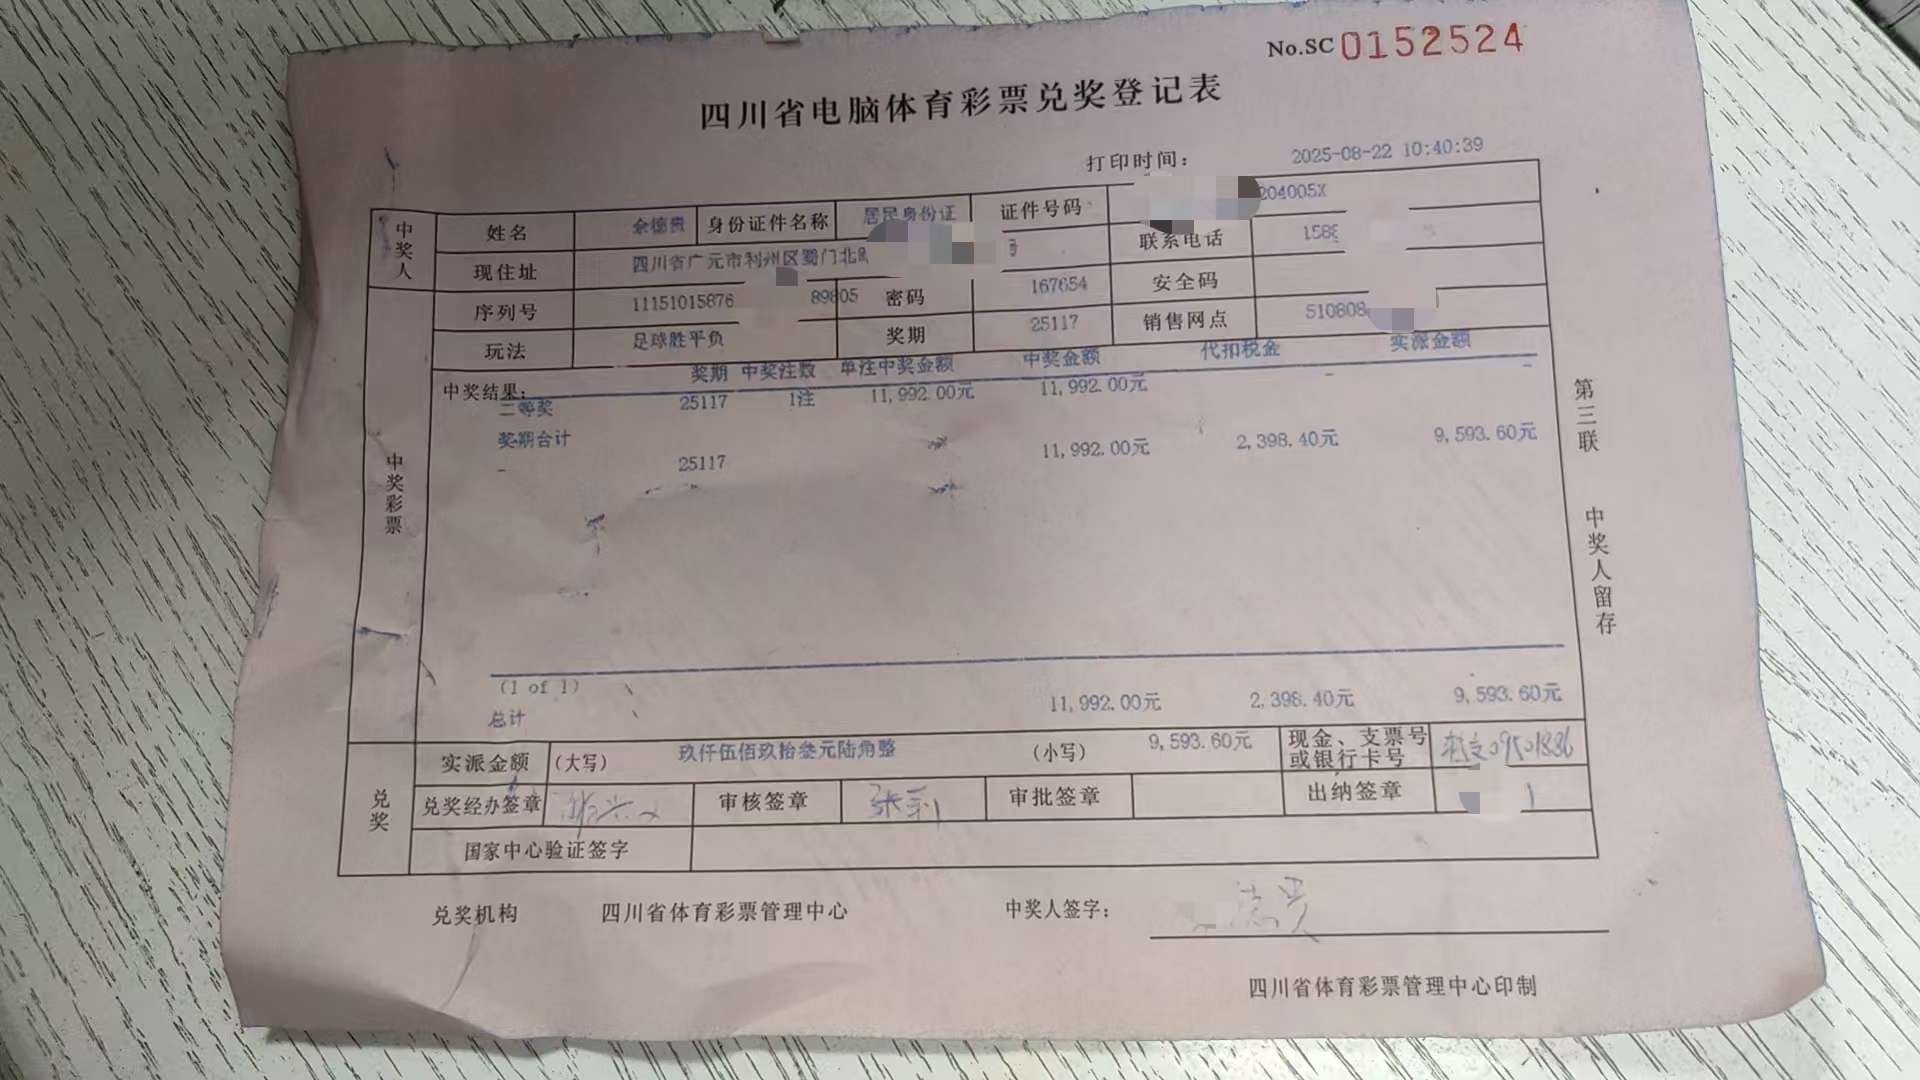 No.SC 0152524
四川省电脑体育彩票兑奖登记表
打印时间： 2025-08-22 10:40:39
中奖人 姓名 余德贵 身份证件名称 居民身份证 证件号码 204005X
现住址 四川省广元市利州区蜀门北 联系电话 158
中奖彩票 序列号 11151015876 89805 密码 167654 安全码
玩法 足球胜平负 奖期 25117 销售网点 510808
中奖结果： 奖期 中奖注数 单注中奖金额 中奖金额 代扣税金 实派金额
二等奖 25117 1注 11,992.00元 11,992.00元 - -
奖期合计 11,992.00元 2,398.40元 9,593.60元
- 25117
(1 of 1)
总计 11,992.00元 2,398.40元 9,593.60元
兑奖 实派金额 （大写） 玖仟伍佰玖拾叁元陆角整 （小写） 9,593.60元 现金、支票号或银行卡号 09501886
兑奖经办签章 审核签章 张莉 审批签章 出纳签章
国家中心验证签字
兑奖机构 四川省体育彩票管理中心 中奖人签字： 德贵
四川省体育彩票管理中心印制
第三联 中奖人留存